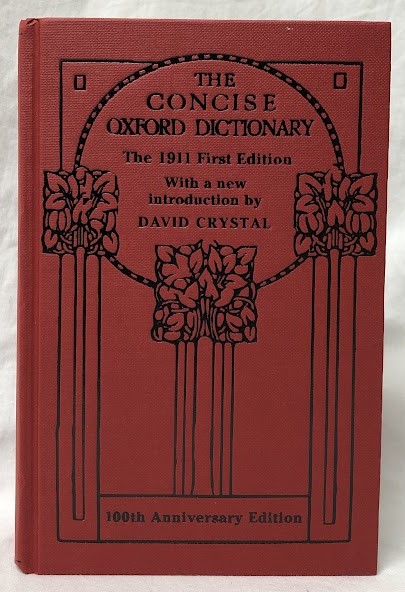 THE
CONCISE
OXFORD DICTIONARY
The 1911 First Edition
With a new
introduction by
DAVID CRYSTAL
100th Anniversary Edition